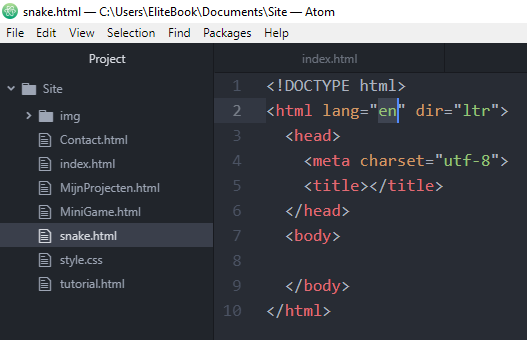 snake.html — C:\Users\EliteBook\Documents\Site — Atom
File Edit View Selection Find Packages Help
Project
Site
img
Contact.html
index.html
MijnProjecten.html
MiniGame.html
snake.html
style.css
tutorial.html
index.html
1 <!DOCTYPE html>
2 <html lang="en" dir="ltr">
3 <head>
4 <meta charset="utf-8">
5 <title></title>
6 </head>
7 <body>
8
9 </body>
10 </html>